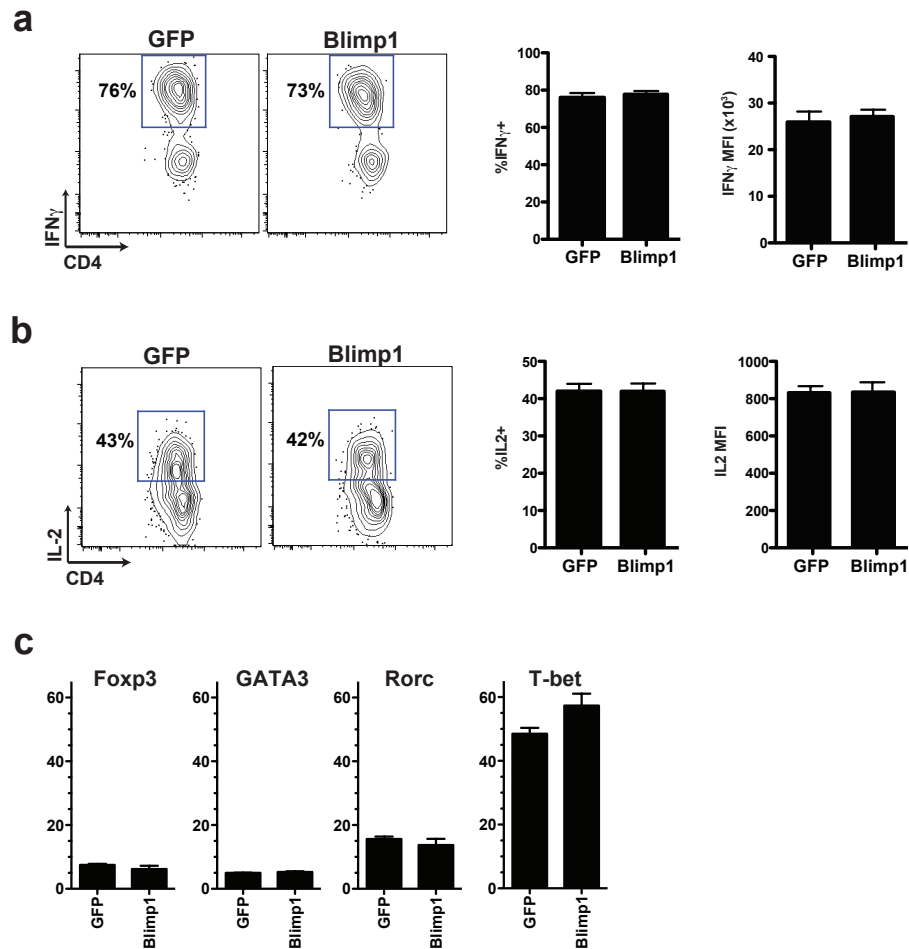 a
GFP
Blimp1
76%
73%
IFNγ
CD4
%IFNγ+
100
80
60
40
20
0
GFP
Blimp1
IFNγ MFI (x10³)
40
30
20
10
0
GFP
Blimp1
b
GFP
Blimp1
43%
42%
IL-2
CD4
%IL2+
50
40
30
20
10
0
GFP
Blimp1
IL2 MFI
1000
800
600
400
200
0
GFP
Blimp1
c
Foxp3
60
40
20
0
GFP
Blimp1
GATA3
60
40
20
0
GFP
Blimp1
Rorc
60
40
20
0
GFP
Blimp1
T-bet
60
40
20
0
GFP
Blimp1